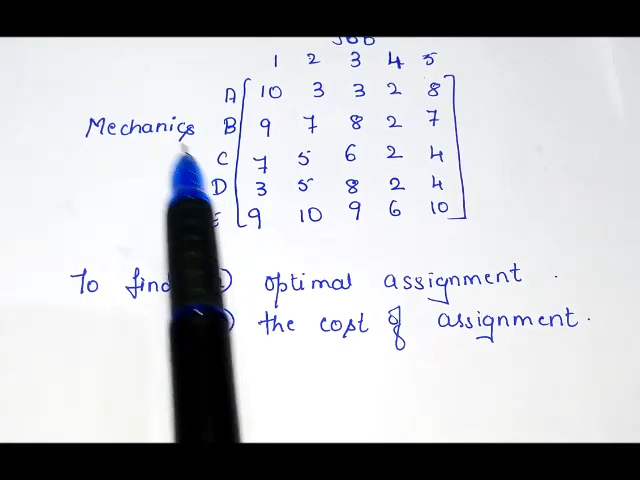 JOB
1 2 3 4 5
A 10 3 3 2 8
Mechanics B 9 7 8 2 7
C 7 5 6 2 4
D 3 5 8 2 4
E 9 10 9 6 10
To find ) optimal assignment .
) the cost of assignment.